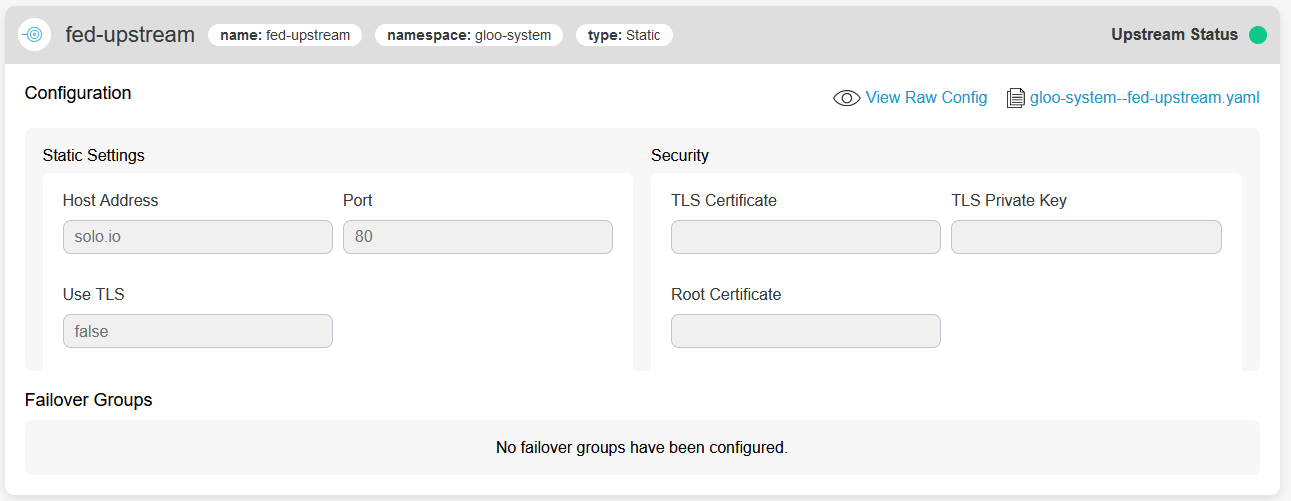 fed-upstream name: fed-upstream namespace: gloo-system type: Static Upstream Status
Configuration View Raw Config gloo-system--fed-upstream.yaml
Static Settings
Host Address Port
solo.io 80
Use TLS
false
Security
TLS Certificate TLS Private Key
Root Certificate
Failover Groups
No failover groups have been configured.